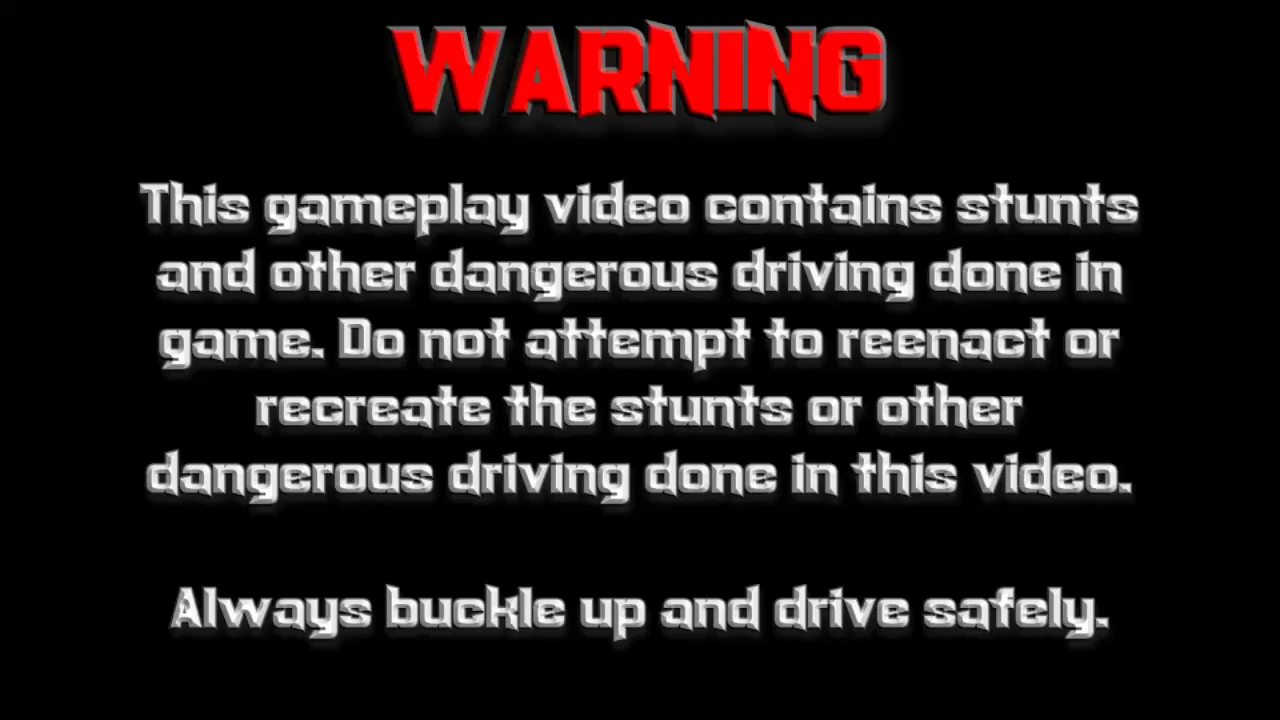 WARNING
This gameplay video contains stunts
and other dangerous driving done in
game. Do not attempt to reenact or
recreate the stunts or other
dangerous driving done in this video.
Always buckle up and drive safely.